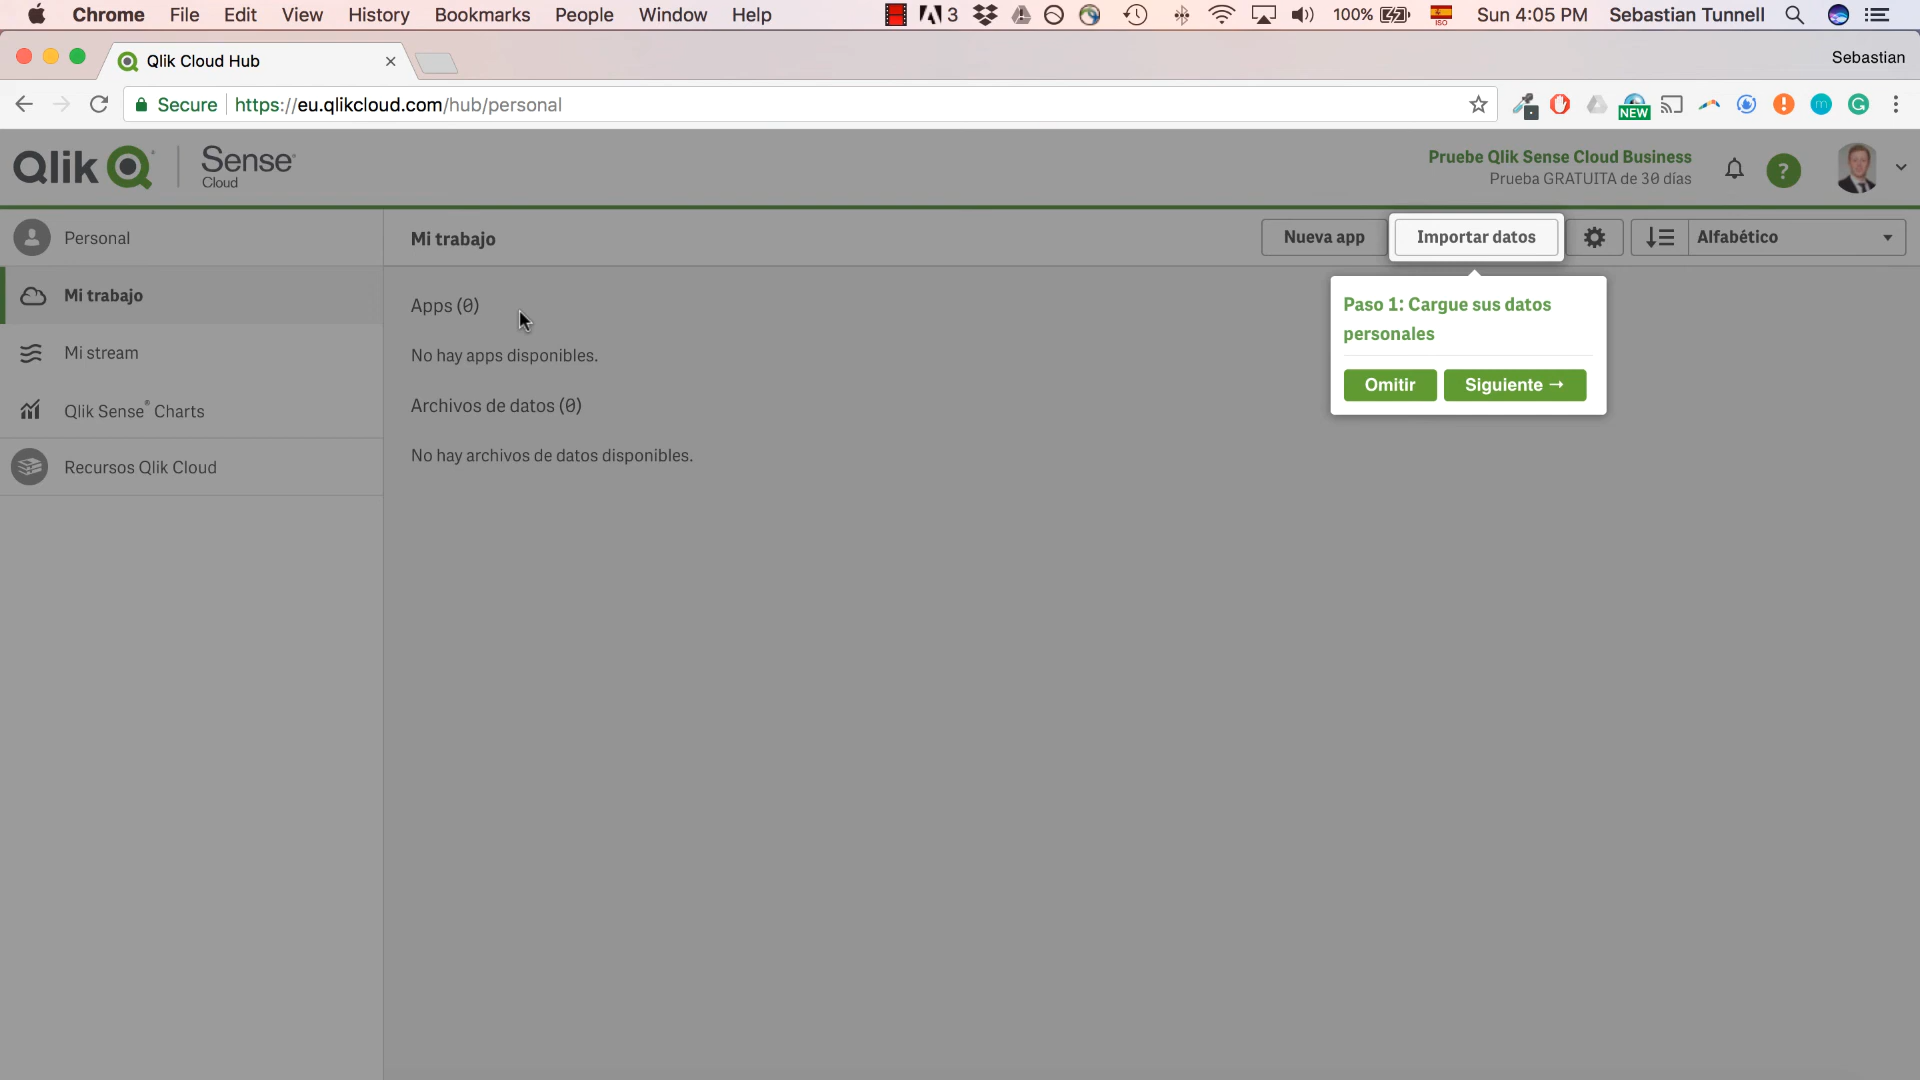 Chrome File Edit View History Bookmarks People Window Help 3 100% ISO Sun 4:05 PM Sebastian Tunnell
Qlik Cloud Hub
Sebastian
Secure https://eu.qlikcloud.com/hub/personal NEW
Qlik Sense Cloud
Pruebe Qlik Sense Cloud Business
Prueba GRATUITA de 30 días
?
Personal
Mi trabajo
Nueva app
Importar datos
Alfabético
Mi trabajo
Mi stream
Qlik Sense® Charts
Recursos Qlik Cloud
Apps (0)
No hay apps disponibles.
Archivos de datos (0)
No hay archivos de datos disponibles.
Paso 1: Cargue sus datos
personales
Omitir
Siguiente →